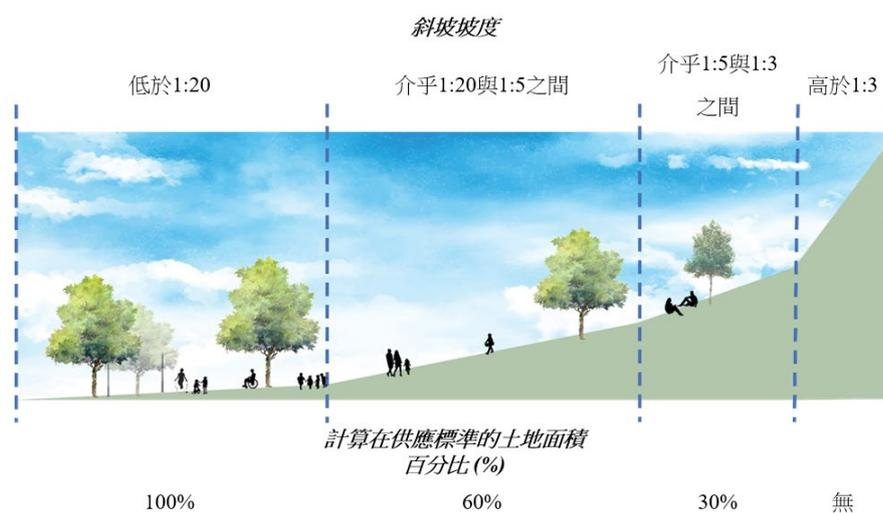 斜坡坡度
低於1:20
介乎1:20與1:5之間
介乎1:5與1:3
之間
高於1:3
計算在供應標準的土地面積
百分比 (%)
100%
60%
30%
無